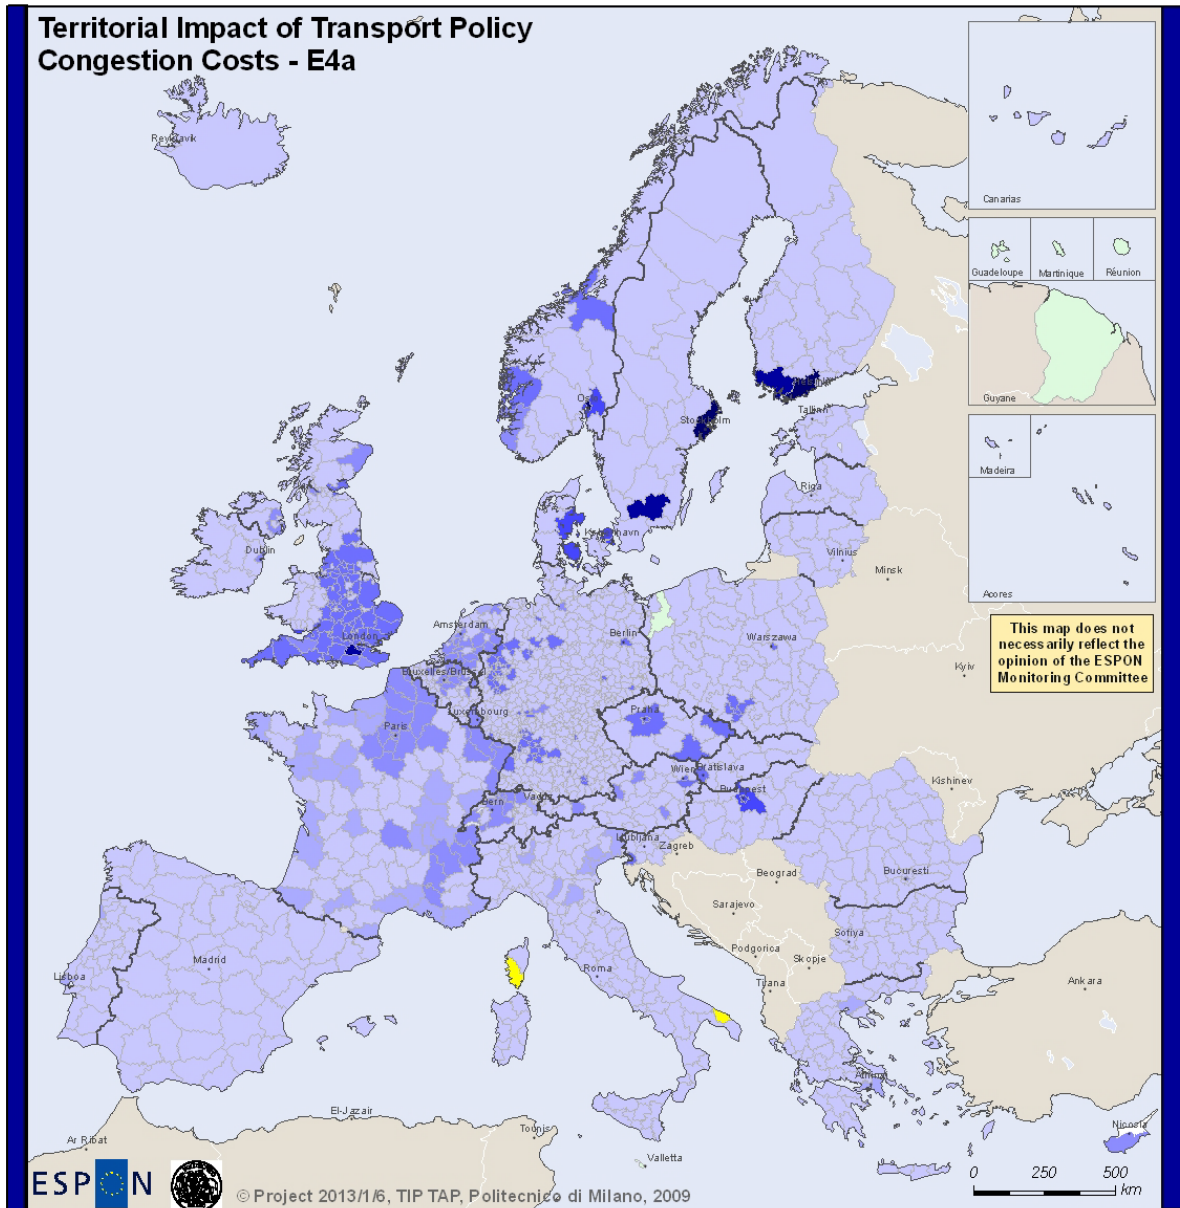 Territorial Impact of Transport Policy
Congestion Costs - E4a
Reykjavik
Canarias
Guadeloupe
Martinique
Réunion
Guyane
Madeira
Acores
This map does not
necessarily reflect the
opinion of the ESPON
Monitoring Committee
Oslo
Helsinki
Stockholm
Tallinn
Riga
Dublin
København
Vilnius
Minsk
London
Amsterdam
Berlin
Warszawa
Kyiv
Bruxelles/Brussel
Luxembourg
Paris
Praha
Wien
Bratislava
Kishinev
Bern
Vaduz
Budapest
Ljubljana
Zagreb
Beograd
Bucuresti
Sarajevo
Sofiya
Podgorica
Skopje
Madrid
Lisboa
Roma
Tirana
Ankara
Athinai
El-Jazair
Tounis
Ar Ribat
Valletta
Nicosia
0 250 500
km
ESPON
© Project 2013/1/6, TIP TAP, Politecnico di Milano, 2009